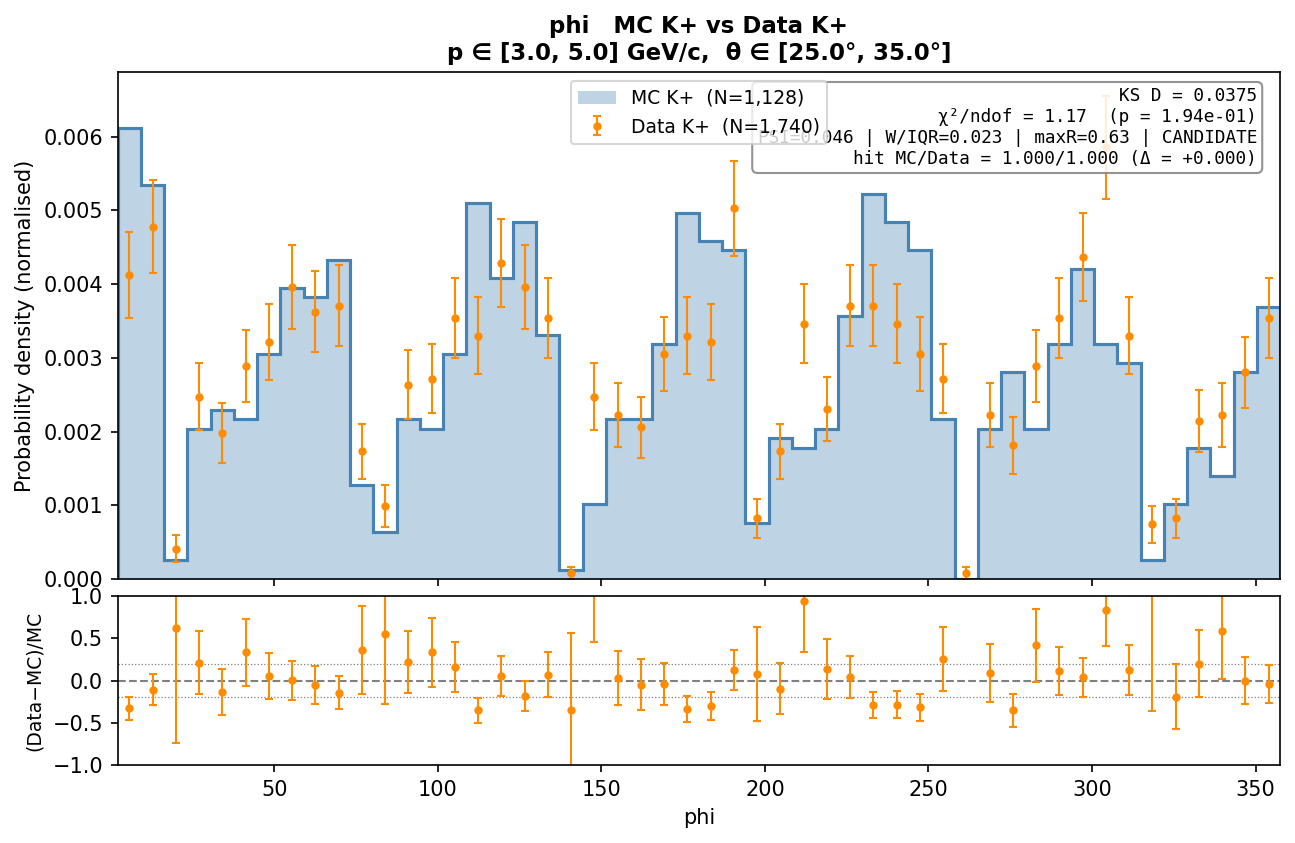 phi   MC K+ vs Data K+
p ∈ [3.0, 5.0] GeV/c,  θ ∈ [25.0°, 35.0°]
MC K+  (N=1,128)
Data K+  (N=1,740)
KS D = 0.0375
χ²/ndof = 1.17  (p = 1.94e-01)
PSI=0.046 | W/IQR=0.023 | maxR=0.63 | CANDIDATE
hit MC/Data = 1.000/1.000 (Δ = +0.000)
Probability density (normalised)
0.006
0.005
0.004
0.003
0.002
0.001
0.000
(Data−MC)/MC
1.0
0.5
0.0
−0.5
−1.0
50 100 150 200 250 300 350
phi